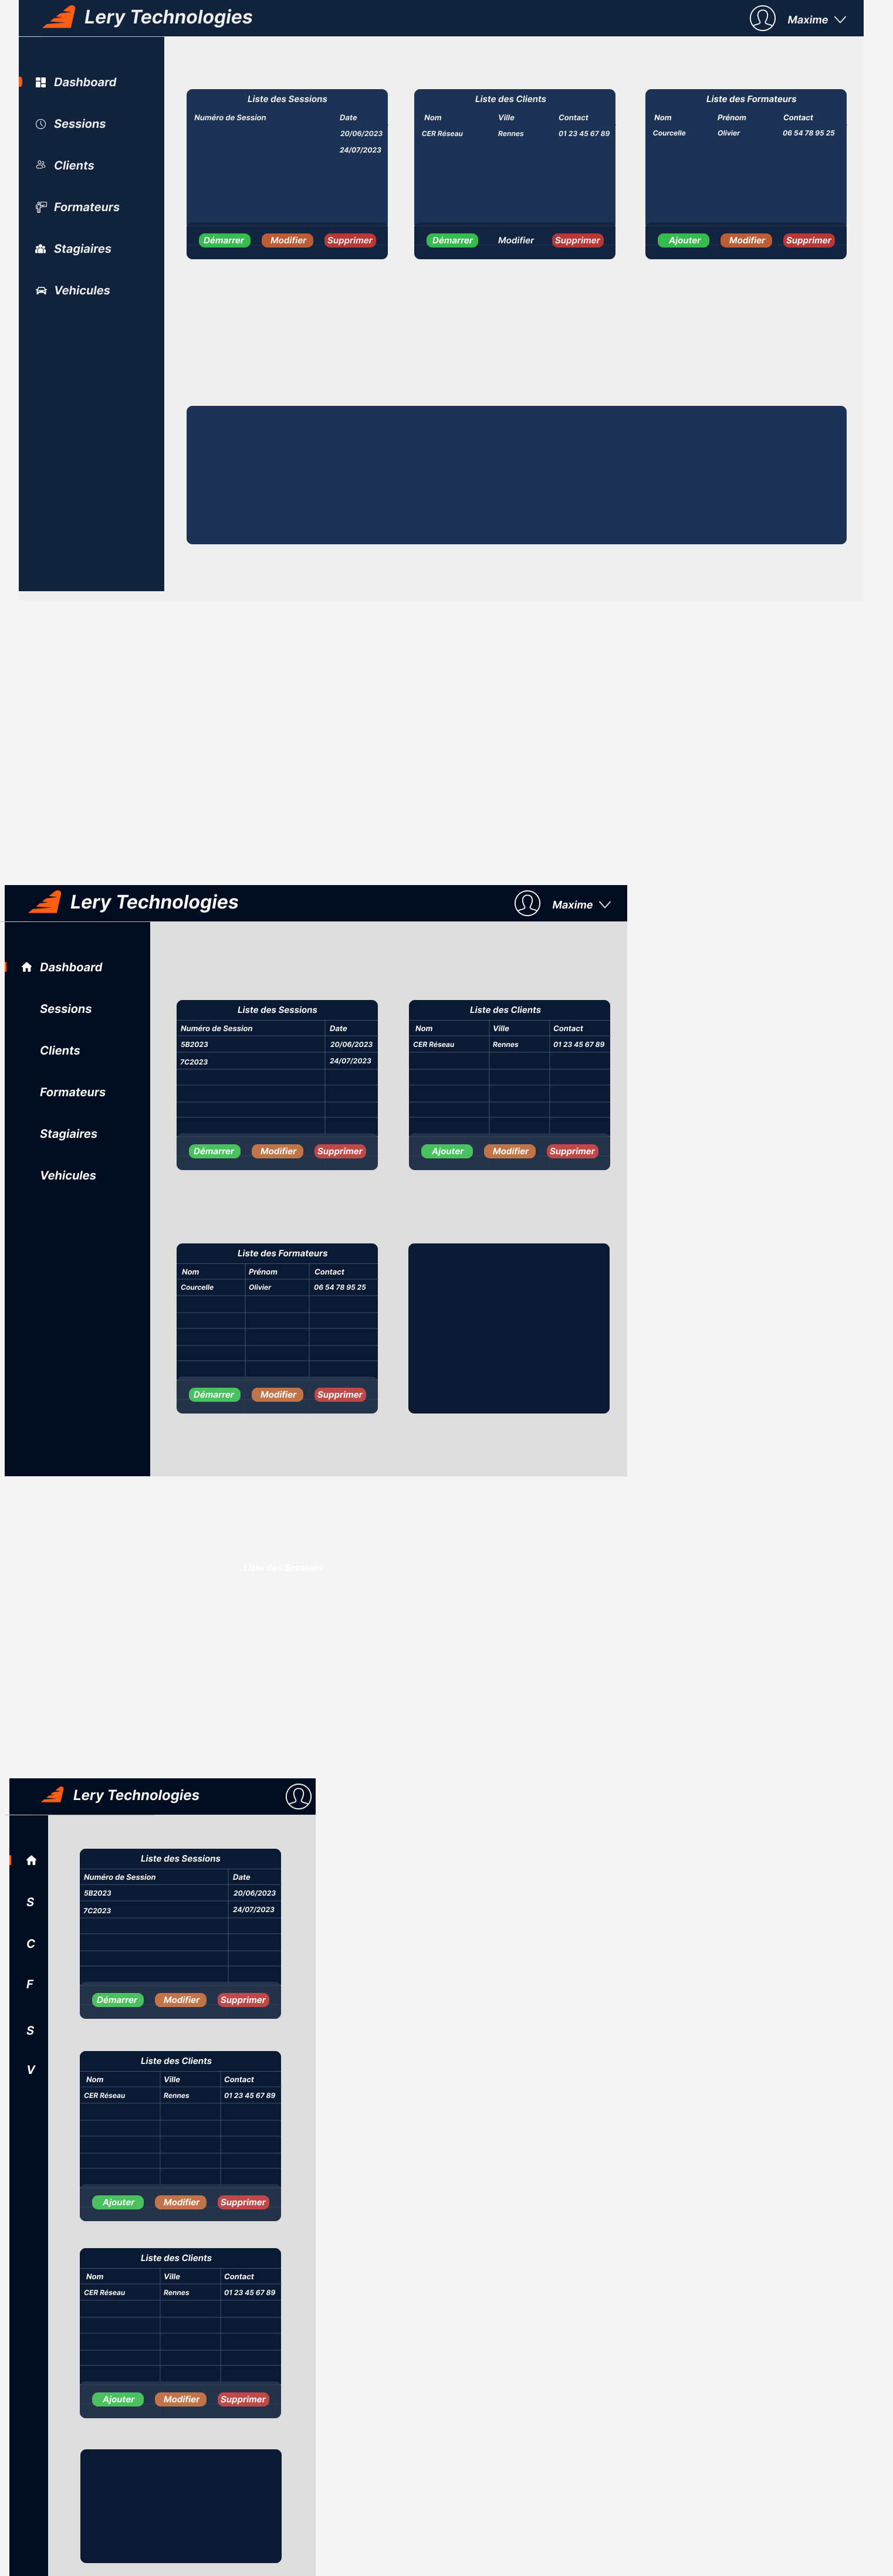 Lery Technologies
Maxime
Dashboard
Sessions
Clients
Formateurs
Stagiaires
Vehicules
Liste des Sessions
Numéro de Session Date
20/06/2023
24/07/2023
Démarrer Modifier Supprimer
Liste des Clients
Nom Ville Contact
CER Réseau Rennes 01 23 45 67 89
Démarrer Modifier Supprimer
Liste des Formateurs
Nom Prénom Contact
Courcelle Olivier 06 54 78 95 25
Ajouter Modifier Supprimer
Lery Technologies
Maxime
Dashboard
Sessions
Clients
Formateurs
Stagiaires
Vehicules
Liste des Sessions
Numéro de Session Date
5B2023 20/06/2023
7C2023 24/07/2023
Démarrer Modifier Supprimer
Liste des Clients
Nom Ville Contact
CER Réseau Rennes 01 23 45 67 89
Ajouter Modifier Supprimer
Liste des Formateurs
Nom Prénom Contact
Courcelle Olivier 06 54 78 95 25
Démarrer Modifier Supprimer
Liste des Sessions
Lery Technologies
S
C
F
S
V
Liste des Sessions
Numéro de Session Date
5B2023 20/06/2023
7C2023 24/07/2023
Démarrer Modifier Supprimer
Liste des Clients
Nom Ville Contact
CER Réseau Rennes 01 23 45 67 89
Ajouter Modifier Supprimer
Liste des Clients
Nom Ville Contact
CER Réseau Rennes 01 23 45 67 89
Ajouter Modifier Supprimer